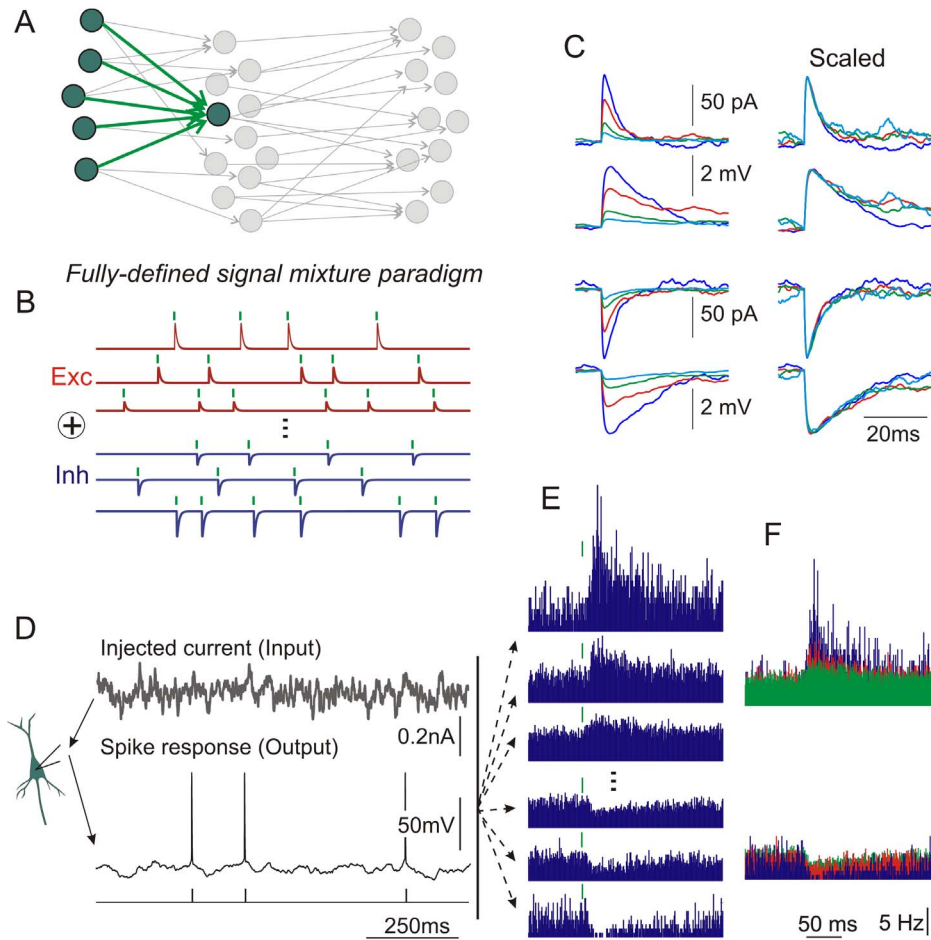 A
Fully-defined signal mixture paradigm
B
Exc
+
Inh
C
Scaled
50 pA
2 mV
50 pA
2 mV
20ms
D
Injected current (Input)
0.2nA
Spike response (Output)
50mV
250ms
E
F
50 ms
5 Hz